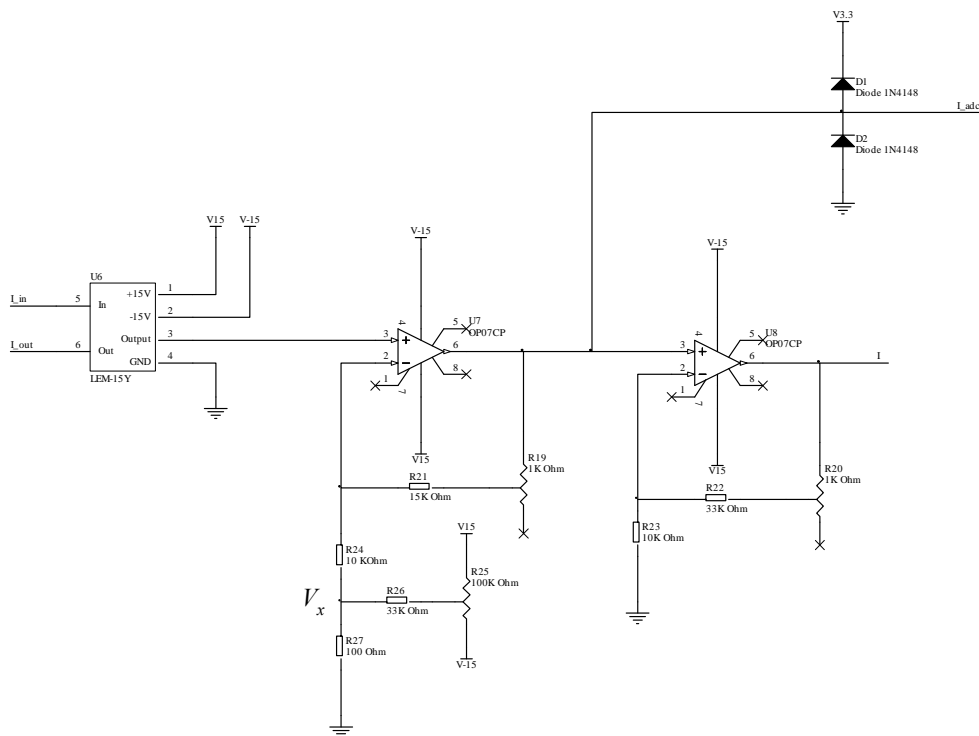 V3.3
D1
Diode 1N4148
I_adc
D2
Diode 1N4148
V15
V-15
V-15
V-15
U6
I_in
5
In
+15V
1
-15V
2
I_out
6
Out
Output
3
GND
4
LEM-15Y
U7
OP07CP
3
2
1
4
7
5
6
8
V15
U8
OP07CP
3
2
1
4
7
5
6
8
I
V15
R19
1K Ohm
R21
15K Ohm
R20
1K Ohm
R22
33K Ohm
R23
10K Ohm
V15
R24
10 KOhm
R25
100K Ohm
Vx
R26
33K Ohm
R27
100 Ohm
V-15